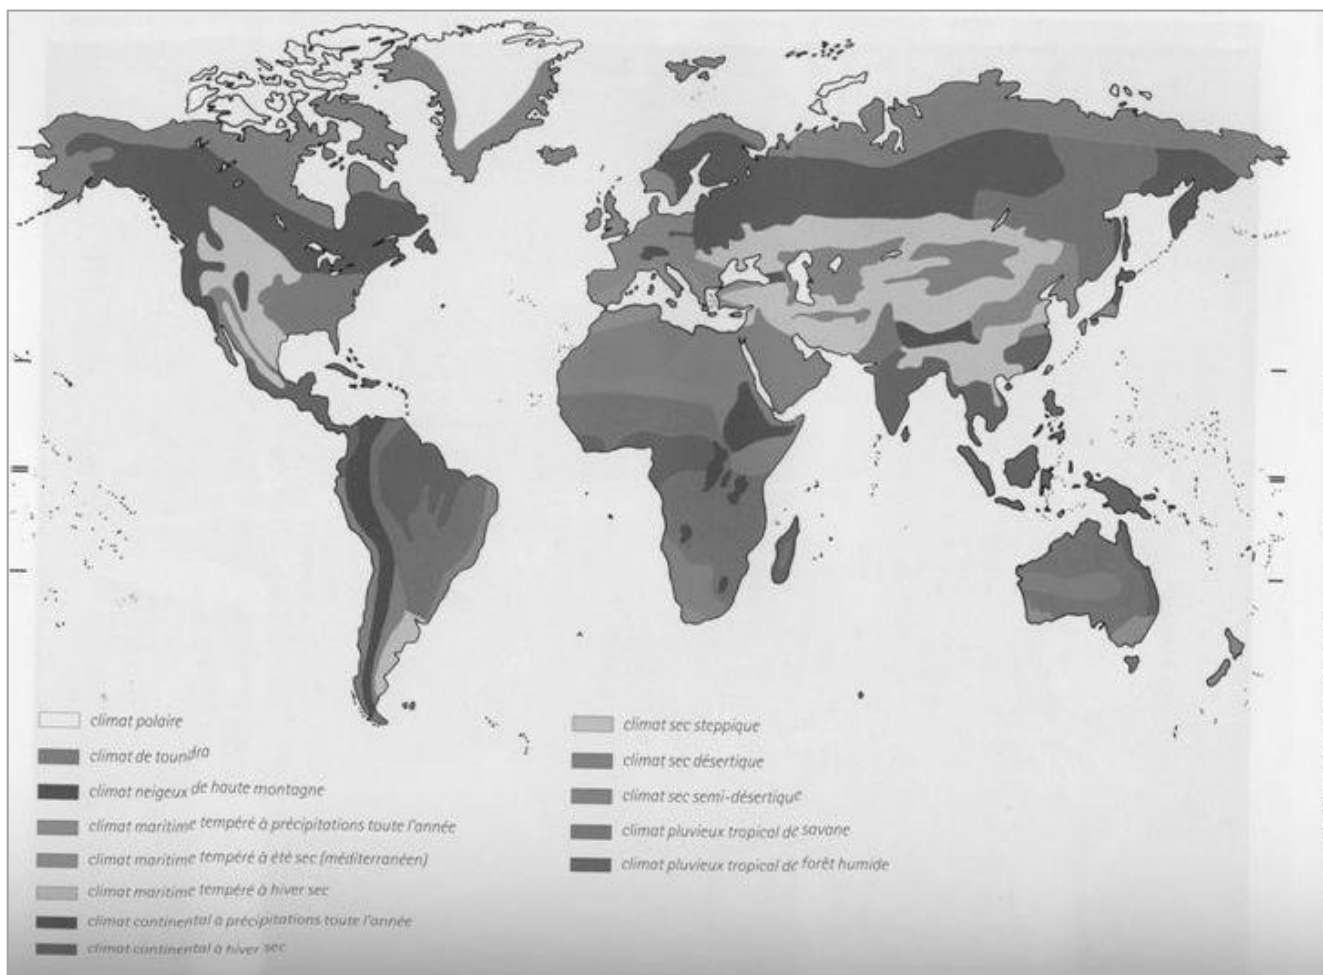 climat polaire
climat de toundra
climat neigeux de haute montagne
climat maritime tempéré à précipitations toute l'année
climat maritime tempéré à été sec (méditerranéen)
climat maritime tempéré à hiver sec
climat continental à précipitations toute l'année
climat continental à hiver sec
climat sec steppique
climat sec désertique
climat sec semi-désertique
climat pluvieux tropical de savane
climat pluvieux tropical de forêt humide